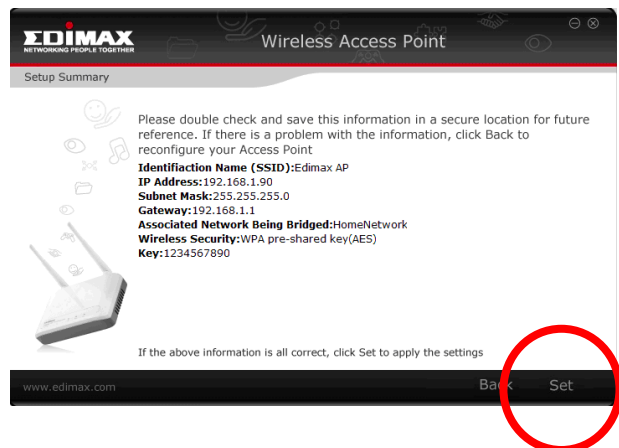 EDIMAX
NETWORKING PEOPLE TOGETHER
Wireless Access Point
Setup Summary
Please double check and save this information in a secure location for future
reference. If there is a problem with the information, click Back to
reconfigure your Access Point
Identifiaction Name (SSID):Edimax AP
IP Address:192.168.1.90
Subnet Mask:255.255.255.0
Gateway:192.168.1.1
Associated Network Being Bridged:HomeNetwork
Wireless Security:WPA pre-shared key(AES)
Key:1234567890
If the above information is all correct, click Set to apply the settings
www.edimax.com
Back
Set